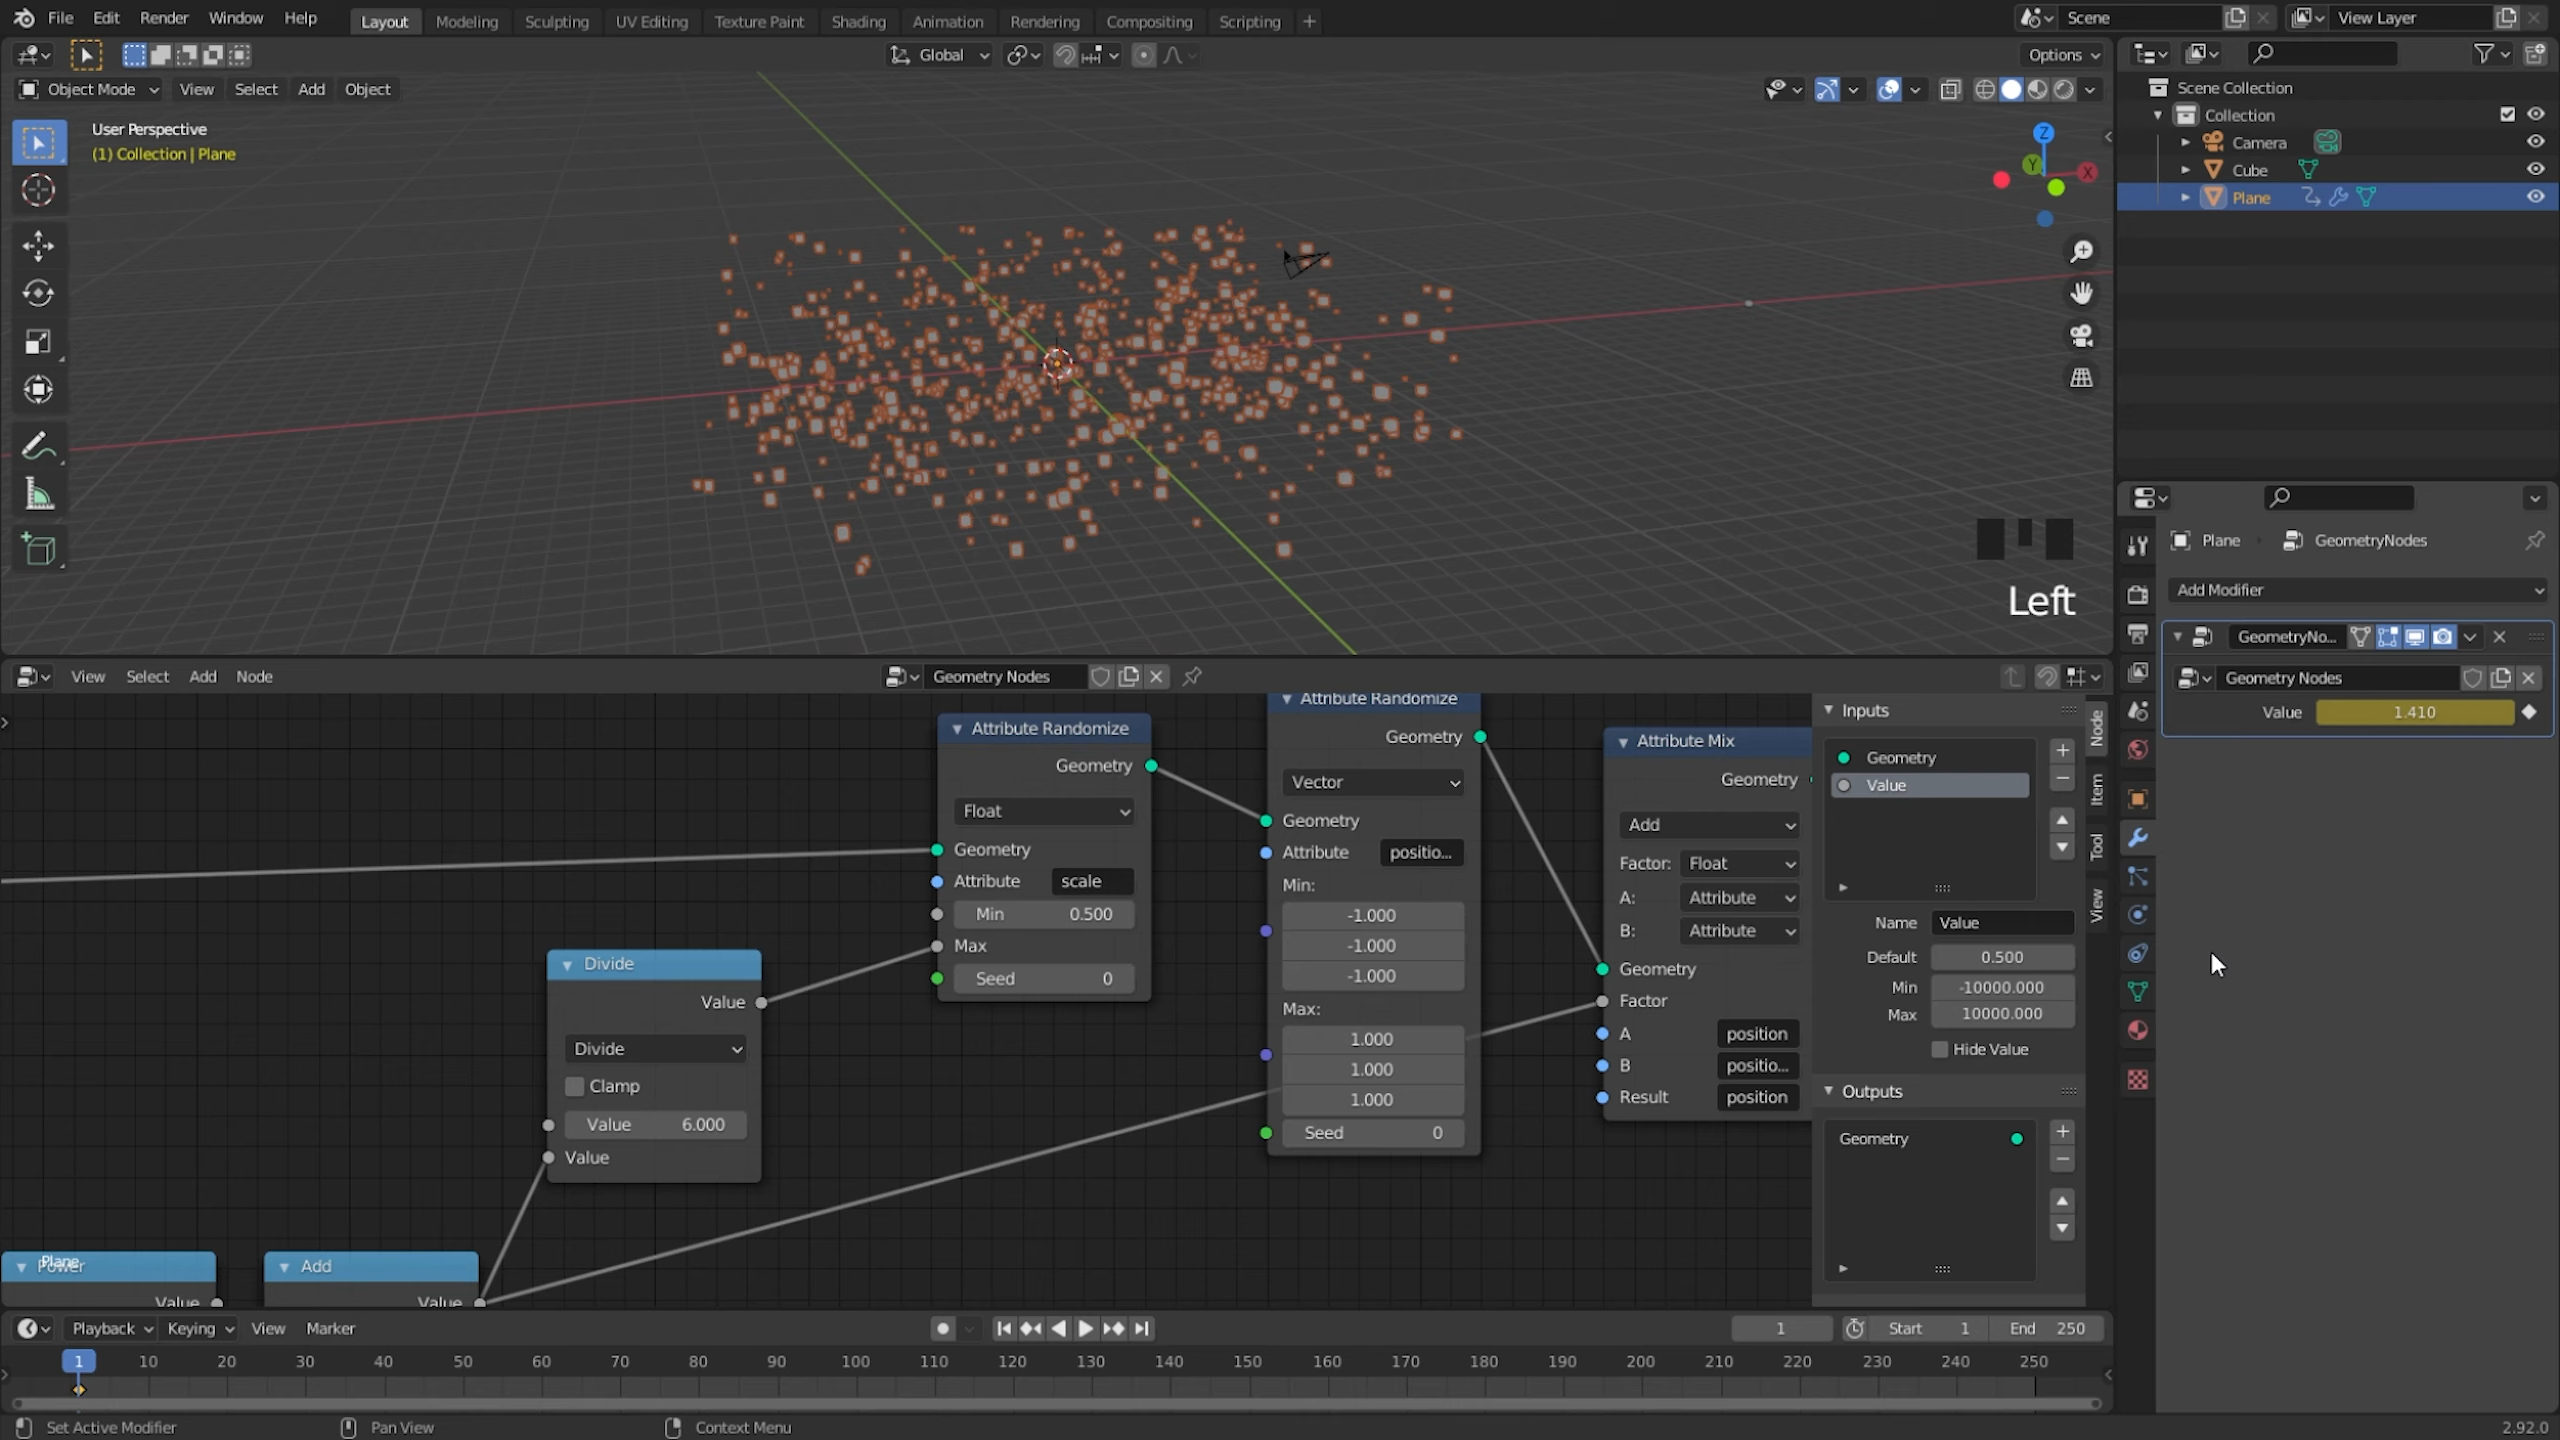 File Edit Render Window Help Layout Modeling Sculpting UV Editing Texture Paint Shading Animation Rendering Compositing Scripting + Scene View Layer
Global Options
Object Mode View Select Add Object
User Perspective
(1) Collection | Plane
Z
Y
X
Left
Scene Collection
Collection
Camera
Cube
Plane
Plane GeometryNodes
Add Modifier
GeometryNo...
Geometry Nodes
Value 1.410
View Select Add Node Geometry Nodes
Attribute Randomize
Geometry
Float
Geometry
Attribute scale
Min 0.500
Max
Seed 0
Divide
Value
Divide
Clamp
Value 6.000
Value
Plane
Power
Value
Add
Value
Attribute Randomize
Geometry
Vector
Geometry
Attribute positio...
Min:
-1.000
-1.000
-1.000
Max:
1.000
1.000
1.000
Seed 0
Attribute Mix
Geometry
Add
Factor: Float
A: Attribute
B: Attribute
Geometry
Factor
A position
B positio...
Result position
Inputs
Geometry
Value
Name Value
Default 0.500
Min -10000.000
Max 10000.000
Hide Value
Outputs
Geometry
Node
Item
Tool
View
Playback Keying View Marker 1 Start 1 End 250
1 10 20 30 40 50 60 70 80 90 100 110 120 130 140 150 160 170 180 190 200 210 220 230 240 250
Set Active Modifier Pan View Context Menu 2.92.0